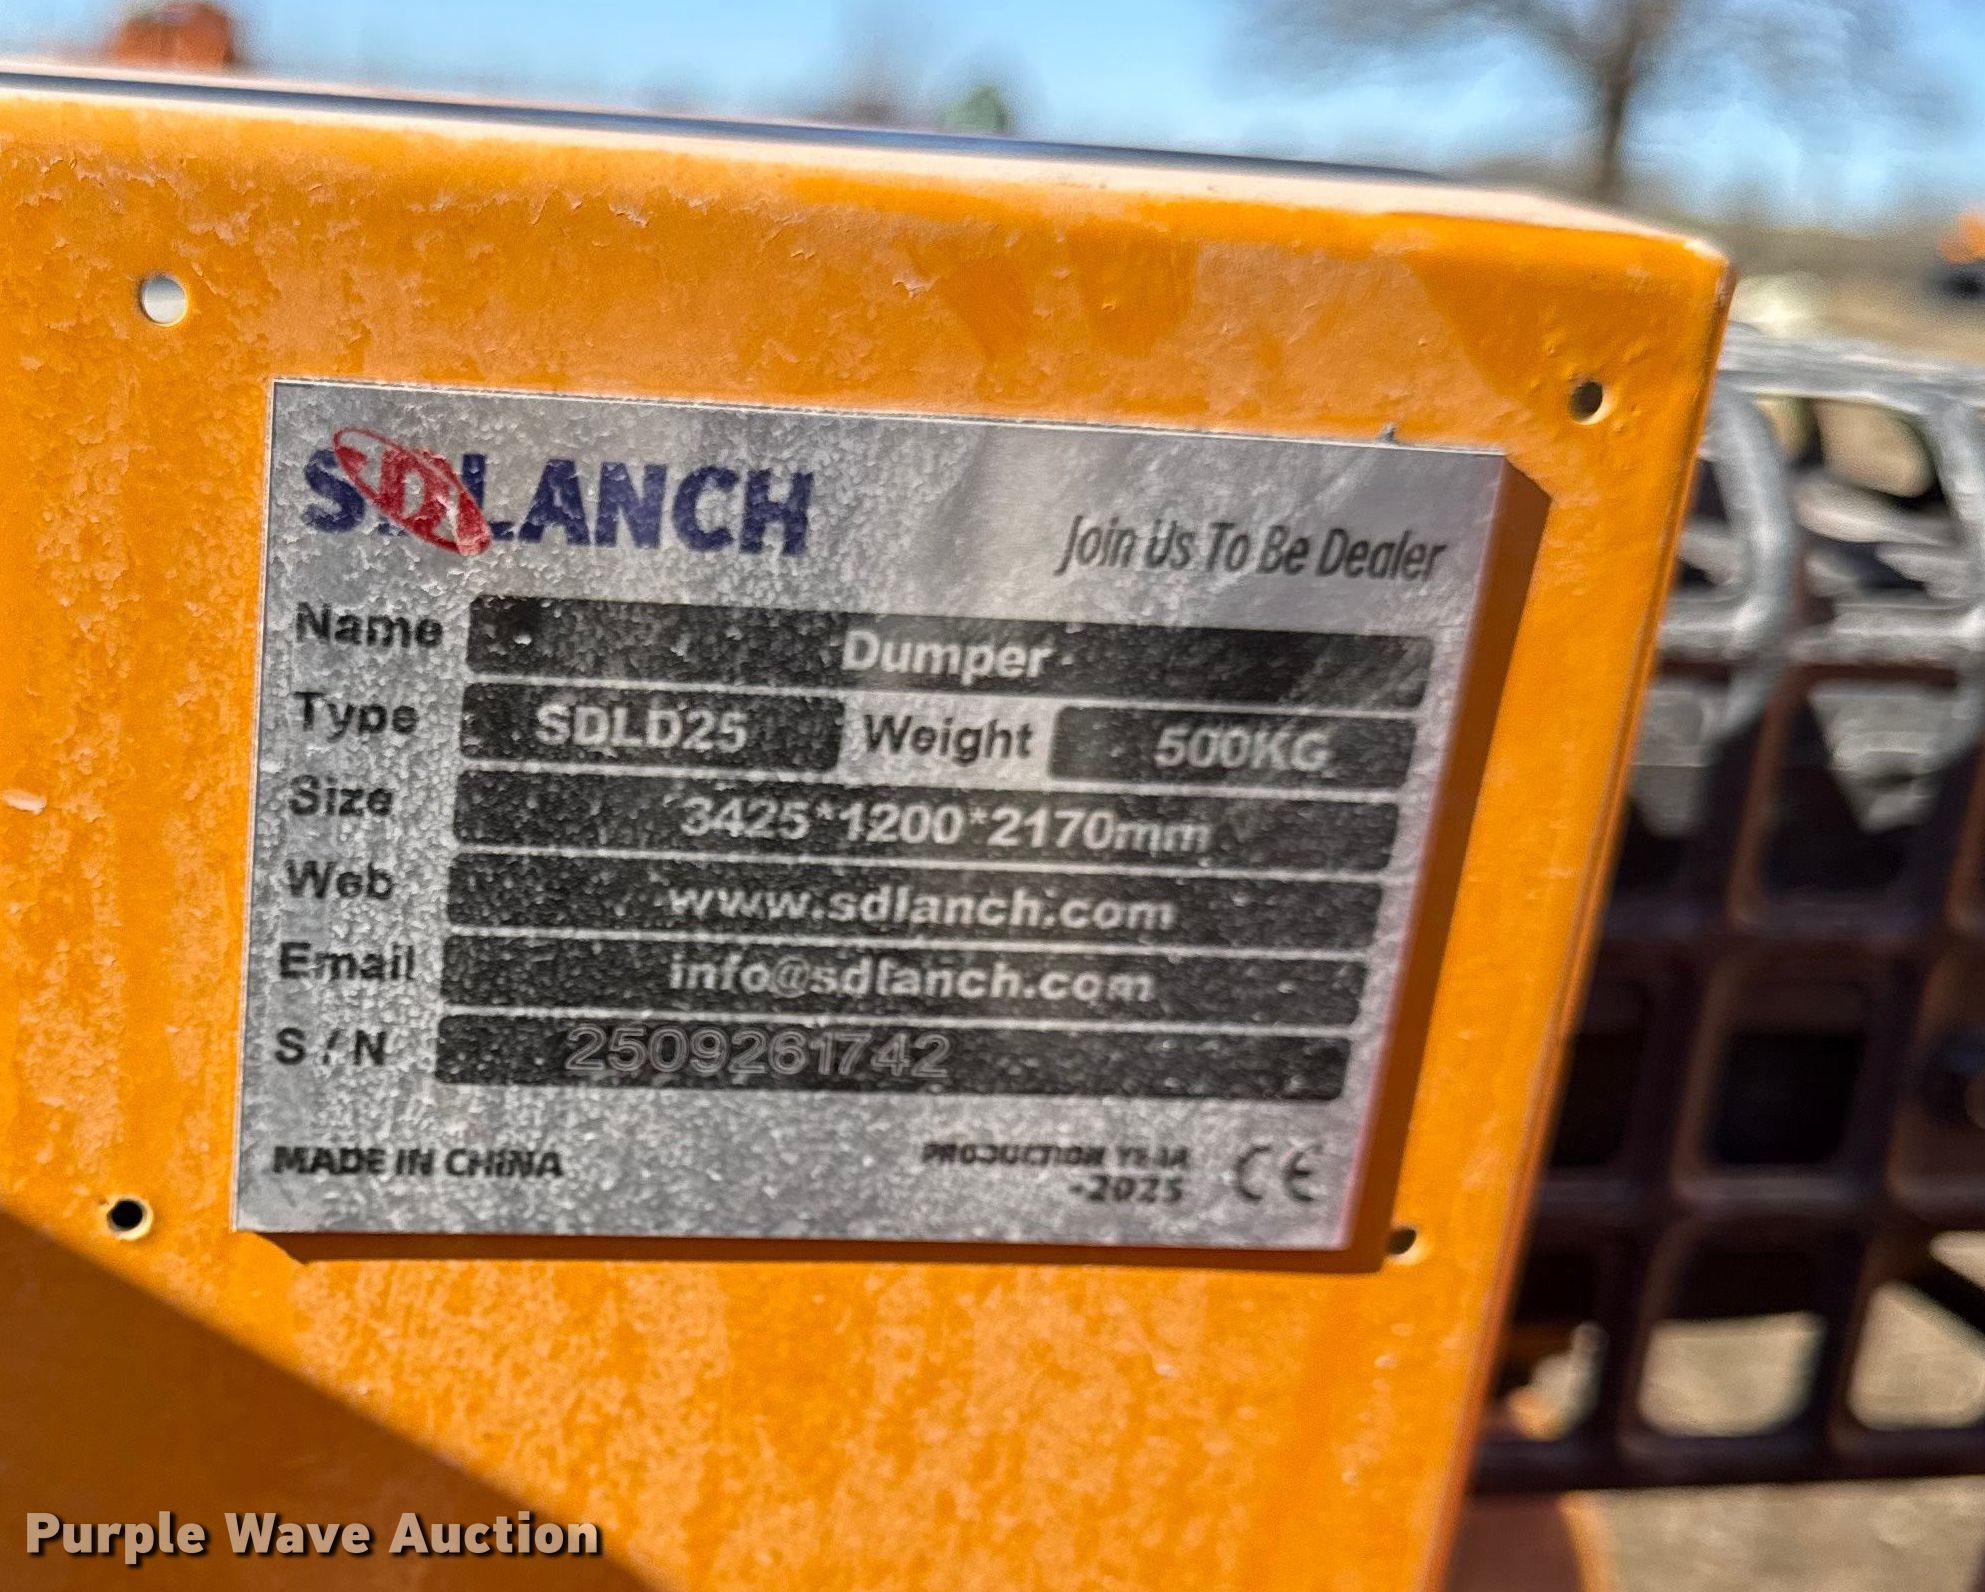 SDLANCH
Join Us To Be Dealer
Name Dumper
Type SDLD25 Weight 500KG
Size 3425*1200*2170mm
Web www.sdlanch.com
Email info@sdlanch.com
S/N 2509261742
MADE IN CHINA PRODUCTION YEAR
-2025 CE
Purple Wave Auction